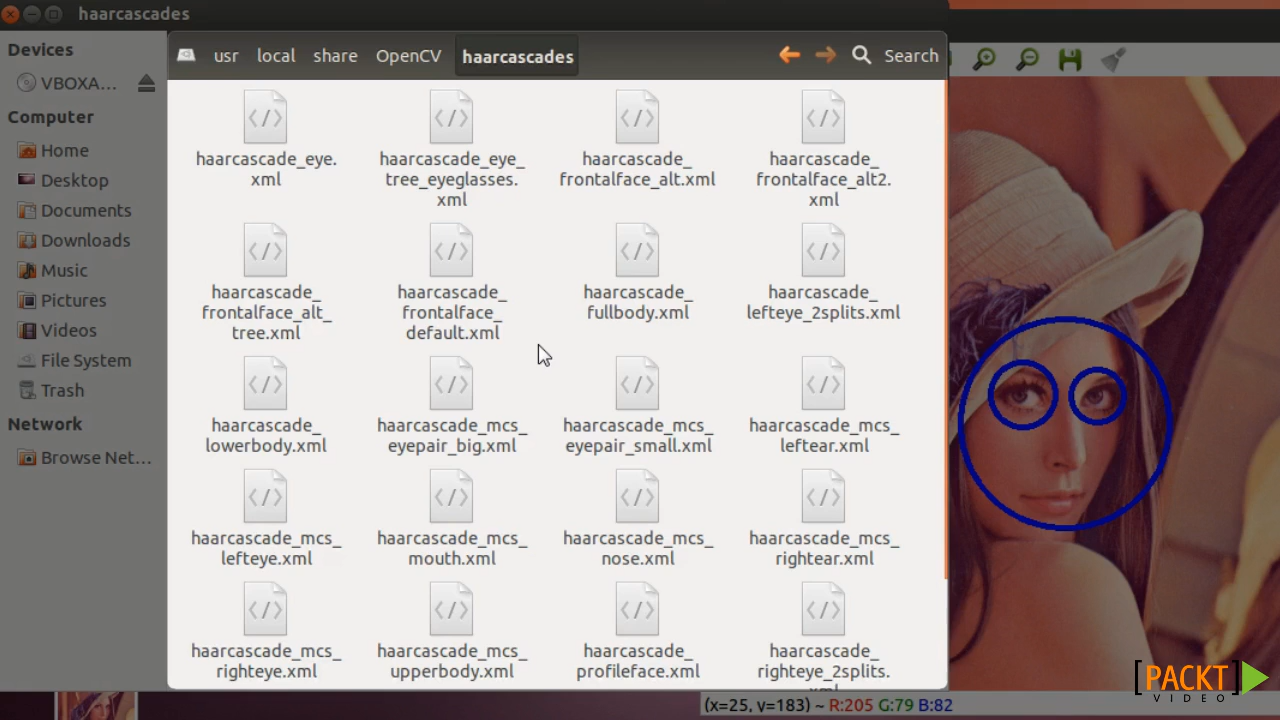 haarcascades
Devices
VBOXA...
Computer
Home
Desktop
Documents
Downloads
Music
Pictures
Videos
File System
Trash
Network
Browse Net...
usr local share OpenCV haarcascades Search
haarcascade_eye.
xml
haarcascade_eye_
tree_eyeglasses.
xml
haarcascade_
frontalface_alt.xml
haarcascade_
frontalface_alt2.
xml
haarcascade_
frontalface_alt_
tree.xml
haarcascade_
frontalface_
default.xml
haarcascade_
fullbody.xml
haarcascade_
lefteye_2splits.xml
haarcascade_
lowerbody.xml
haarcascade_mcs_
eyepair_big.xml
haarcascade_mcs_
eyepair_small.xml
haarcascade_mcs_
leftear.xml
haarcascade_mcs_
lefteye.xml
haarcascade_mcs_
mouth.xml
haarcascade_mcs_
nose.xml
haarcascade_mcs_
rightear.xml
haarcascade_mcs_
righteye.xml
haarcascade_mcs_
upperbody.xml
haarcascade_
profileface.xml
haarcascade_
righteye_2splits.
xml
[PACKT]
VIDEO
(x=25, y=183) ~ R:205 G:79 B:82